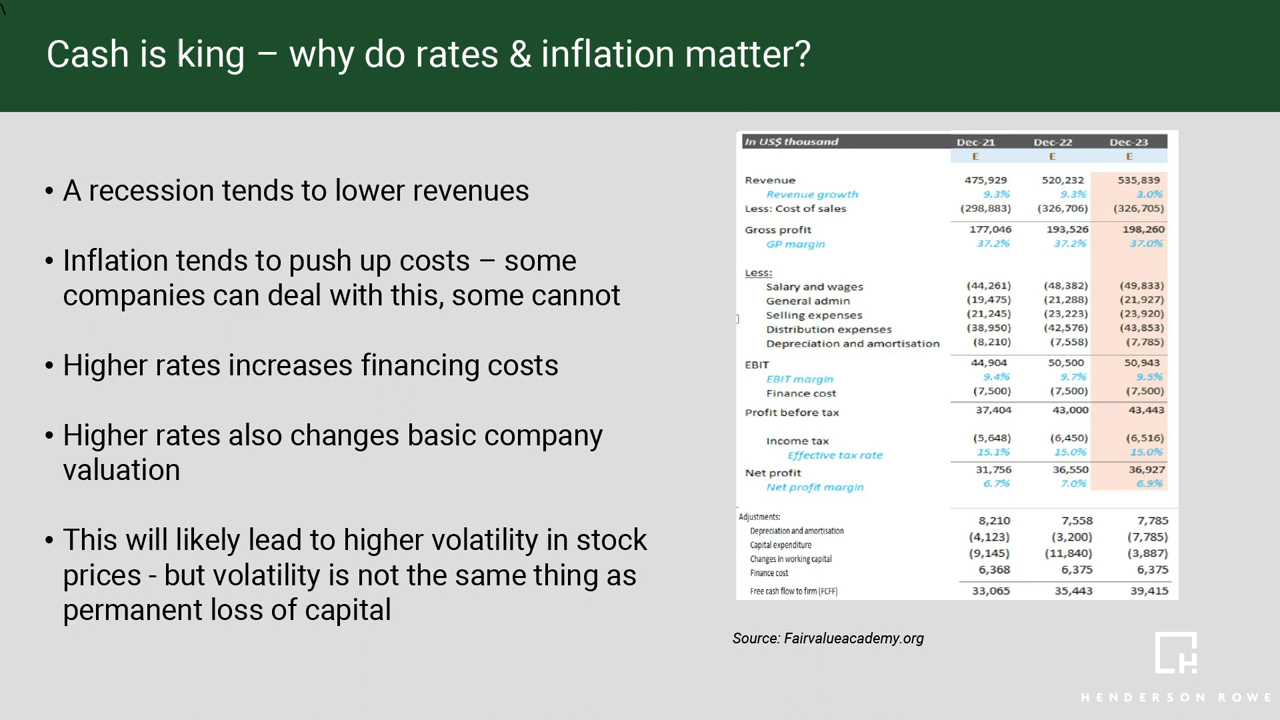 \
Cash is king – why do rates & inflation matter?
• A recession tends to lower revenues
• Inflation tends to push up costs – some
companies can deal with this, some cannot
• Higher rates increases financing costs
• Higher rates also changes basic company
valuation
• This will likely lead to higher volatility in stock
prices - but volatility is not the same thing as
permanent loss of capital
In US$ thousand Dec-21 Dec-22 Dec-23
E E E
Revenue 475,929 520,232 535,839
Revenue growth 9.3% 9.3% 3.0%
Less: Cost of sales (298,883) (326,706) (326,705)
Gross profit 177,046 193,526 198,260
GP margin 37.2% 37.2% 37.0%
Less:
Salary and wages (44,261) (48,382) (49,833)
General admin (19,475) (21,288) (21,927)
Selling expenses (21,245) (23,223) (23,920)
Distribution expenses (38,950) (42,576) (43,853)
Depreciation and amortisation (8,210) (7,558) (7,785)
EBIT 44,904 50,500 50,943
EBIT margin 9.4% 9.7% 9.5%
Finance cost (7,500) (7,500) (7,500)
Profit before tax 37,404 43,000 43,443
Income tax (5,648) (6,450) (6,516)
Effective tax rate 15.1% 15.0% 15.0%
Net profit 31,756 36,550 36,927
Net profit margin 6.7% 7.0% 6.9%
Adjustments:
Depreciation and amortisation 8,210 7,558 7,785
Capital expenditure (4,123) (3,200) (7,785)
Changes in working capital (9,145) (11,840) (3,887)
Finance cost 6,368 6,375 6,375
Free cash flow to firm (FCFF) 33,065 35,443 39,415
Source: Fairvalueacademy.org
HENDERSON ROWE